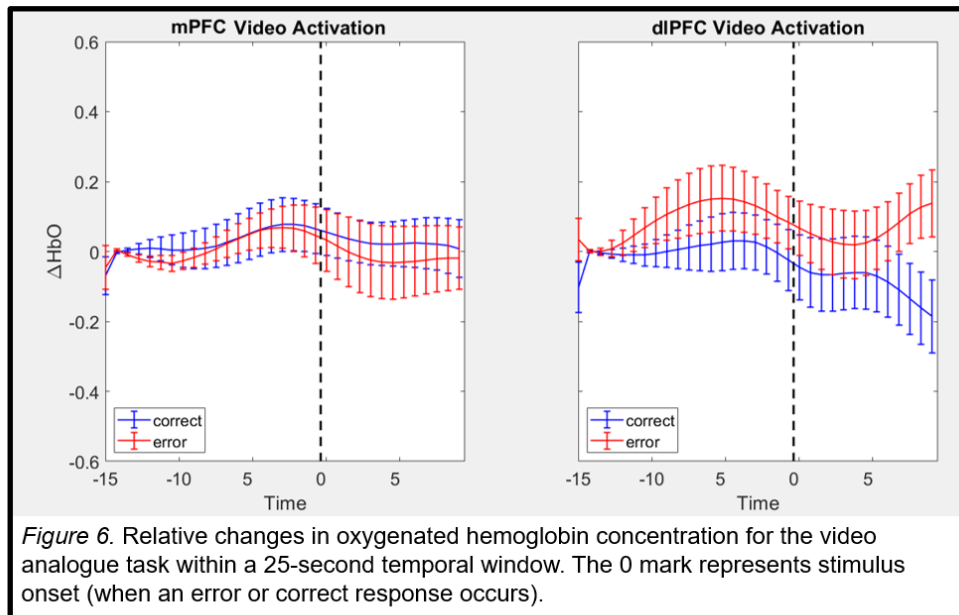 mPFC Video Activation
0.6
0.4
0.2
0
-0.2
-0.4
-0.6
ΔHbO
correct
error
-15 -10 -5 0 5
Time
dlPFC Video Activation
correct
error
-15 -10 -5 0 5
Time
Figure 6. Relative changes in oxygenated hemoglobin concentration for the video
analogue task within a 25-second temporal window. The 0 mark represents stimulus
onset (when an error or correct response occurs).